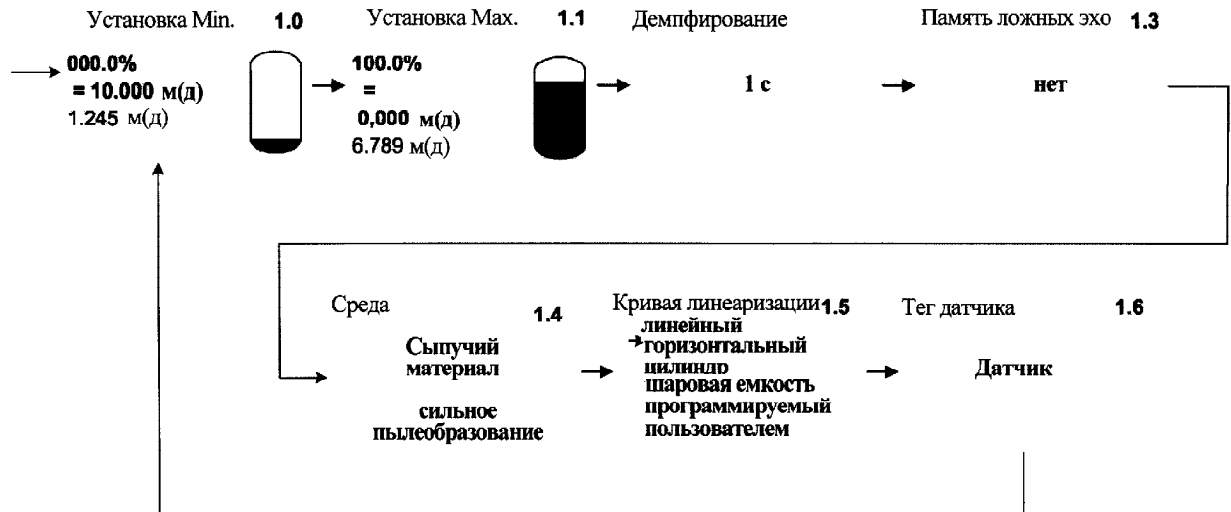 Установка Min. 1.0
000.0%
= 10.000 м(д)
1.245 м(д)
Установка Max. 1.1
100.0%
=
0,000 м(д)
6.789 м(д)
Демпфирование
1 с
Память ложных эхо 1.3
нет
Среда 1.4
Сыпучий
материал
сильное
пылеобразование
Кривая линеаризации 1.5
линейный
горизонтальный
цилиндр
шаровая емкость
программируемый
пользователем
Тег датчика 1.6
Датчик